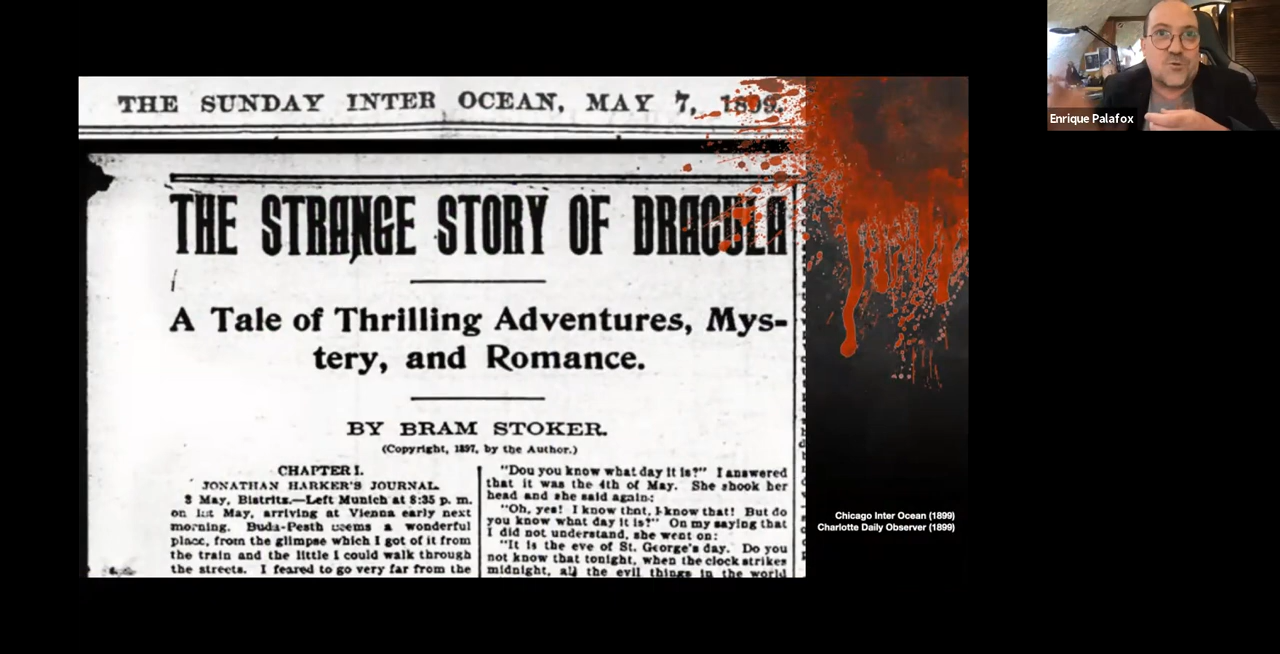 THE SUNDAY INTER OCEAN, MAY 7, 1899.
THE STRANGE STORY OF DRACULA
A Tale of Thrilling Adventures, Mys-
tery, and Romance.
BY BRAM STOKER.
(Copyright, 1897, by the Author.)
CHAPTER I.
JONATHAN HARKER'S JOURNAL.
3 May, Bistritz.—Left Munich at 8:35 p. m.
on 1st May, arriving at Vienna early next
morning. Buda-Pesth seems a wonderful
place, from the glimpse which I got of it from
the train and the little I could walk through
the streets. I feared to go very far from the
"Dou you know what day it is?" I answered
that it was the 4th of May. She shook her
head and she said again:
"Oh, yes! I know that, I know that! But do
you know what day it is?" On my saying that
I did not understand, she went on:
"It is the eve of St. George's day. Do you
not know that tonight, when the clock strikes
midnight, all the evil things in the world
Chicago Inter Ocean (1899)
Charlotte Daily Observer (1899)
Enrique Palafox